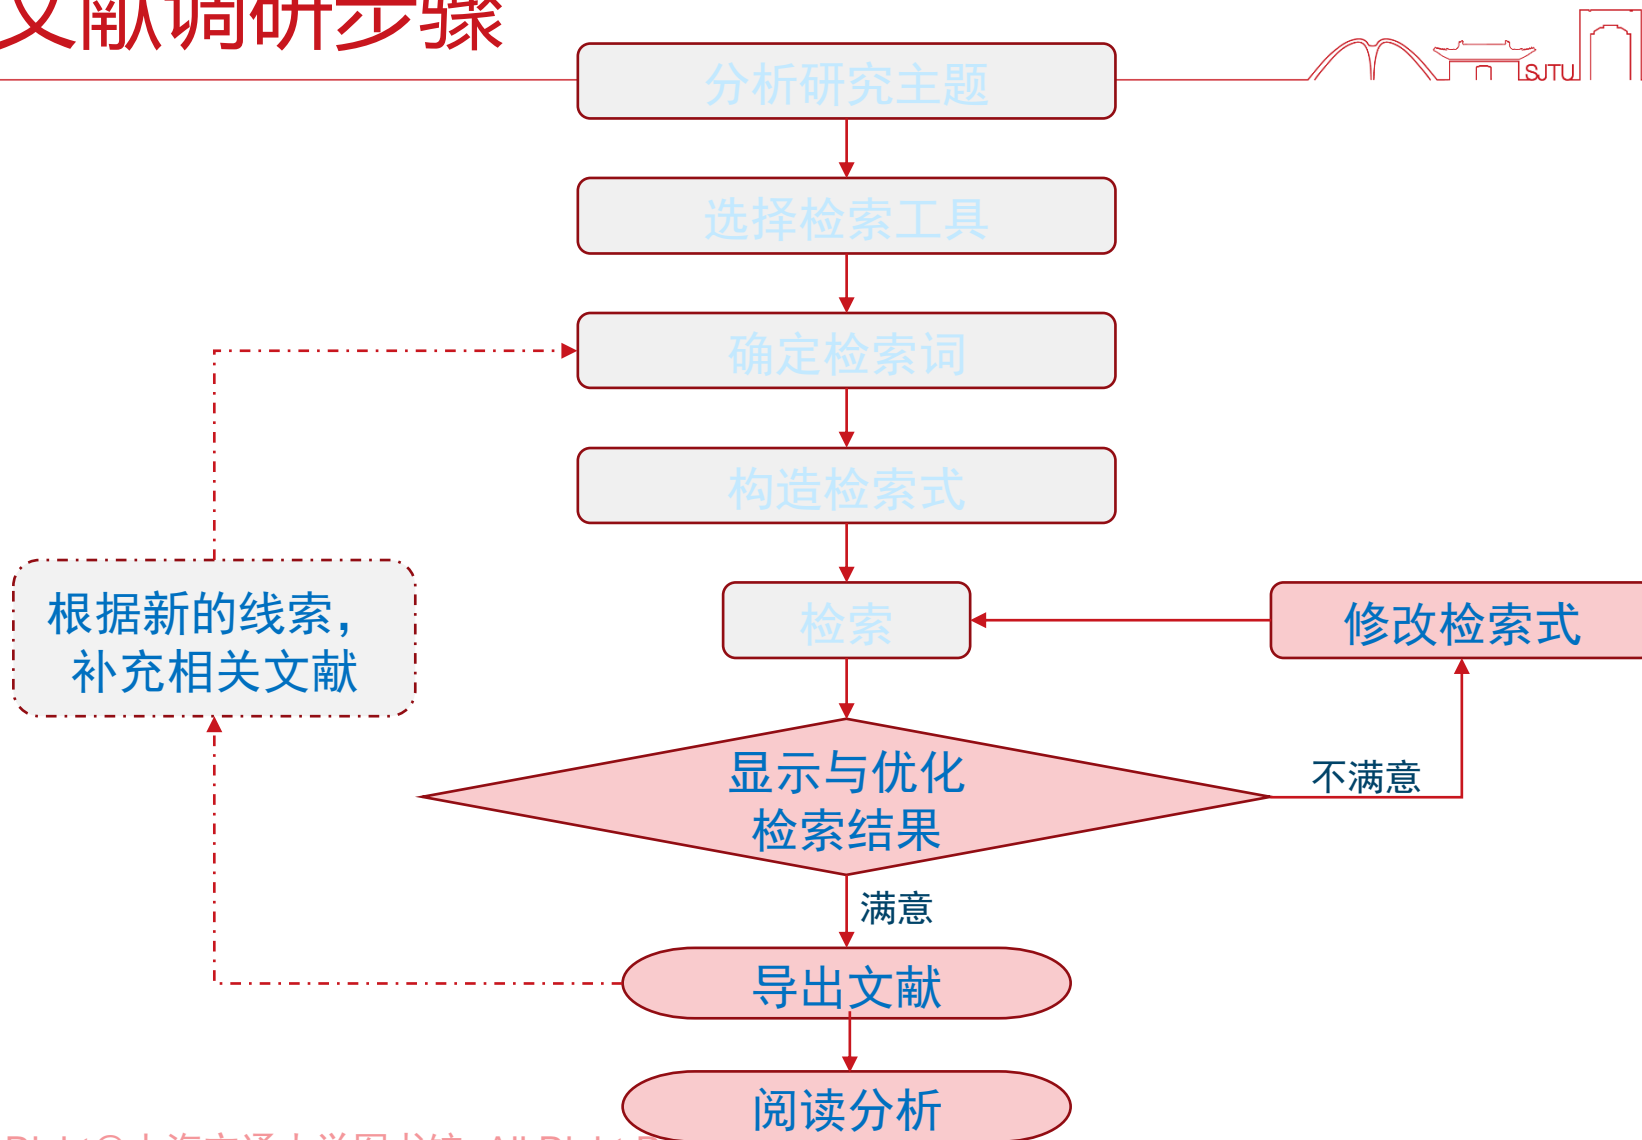 文献调研步骤
SJTU
分析研究主题
选择检索工具
确定检索词
构造检索式
根据新的线索，
补充相关文献
检索
修改检索式
显示与优化
检索结果
不满意
满意
导出文献
阅读分析